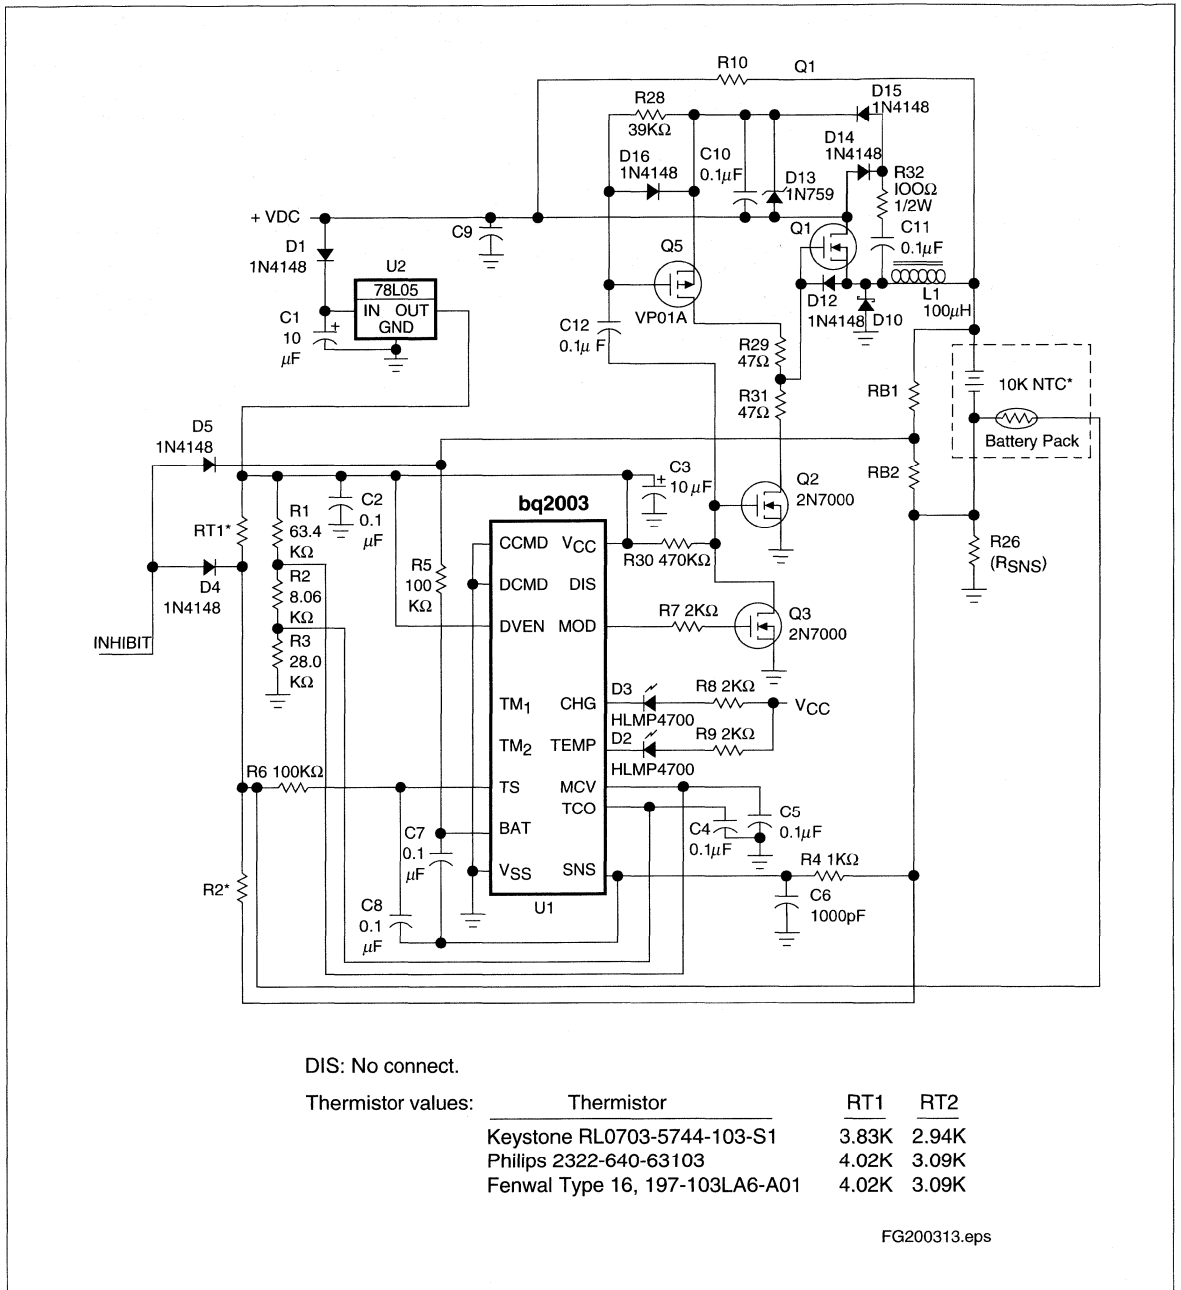 R10
Q1
D15
1N4148
R28
39KΩ
D14
1N4148
D16
1N4148
C10
0.1µF
D13
1N759
R32
I00Ω
1/2W
+ VDC
C9
Q1
C11
0.1µF
D1
1N4148
U2
78L05
IN OUT
GND
Q5
VP01A
D12
1N4148
D10
L1
100µH
C1
+
10
µF
C12
0.1µ F
R29
47Ω
R31
47Ω
RB1
10K NTC*
Battery Pack
D5
1N4148
RB2
C3
+
10 µF
Q2
2N7000
C2
0.1
µF
bq2003
RT1*
R1
63.4
KΩ
R5
100
KΩ
CCMD
VCC
R30 470KΩ
R26
(RSNS)
D4
1N4148
R2
8.06
KΩ
DCMD
DIS
R7 2KΩ
Q3
2N7000
INHIBIT
R3
28.0
KΩ
DVEN
MOD
D3
HLMP4700
R8 2KΩ
VCC
TM1
CHG
D2
HLMP4700
R9 2KΩ
TM2
TEMP
R6 100KΩ
TS
MCV
TCO
C7
0.1
µF
BAT
C4
0.1µF
C5
0.1µF
R2*
VSS
SNS
R4 1KΩ
C6
1000pF
C8
0.1
µF
U1
DIS: No connect.
Thermistor values: Thermistor RT1 RT2
Keystone RL0703-5744-103-S1 3.83K 2.94K
Philips 2322-640-63103 4.02K 3.09K
Fenwal Type 16, 197-103LA6-A01 4.02K 3.09K
FG200313.eps